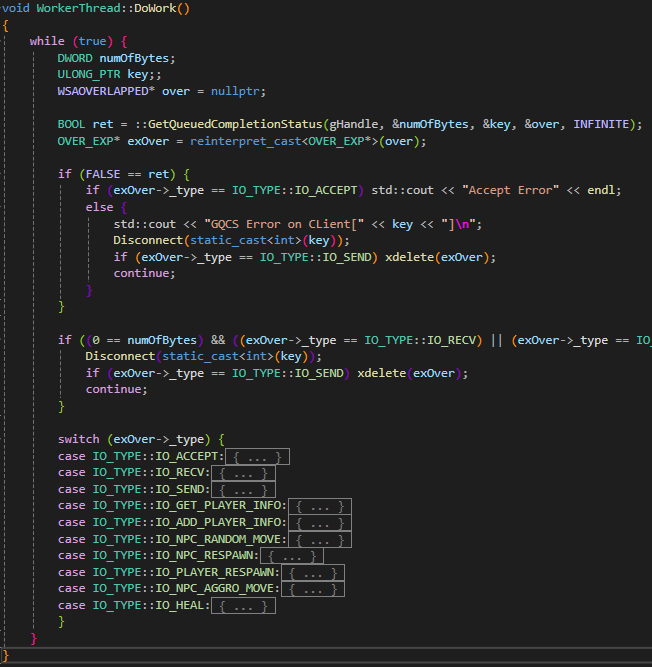 void WorkerThread::DoWork()
{
    while (true) {
        DWORD numOfBytes;
        ULONG_PTR key;;
        WSAOVERLAPPED* over = nullptr;

        BOOL ret = ::GetQueuedCompletionStatus(gHandle, &numOfBytes, &key, &over, INFINITE);
        OVER_EXP* exOver = reinterpret_cast<OVER_EXP*>(over);

        if (FALSE == ret) {
            if (exOver->_type == IO_TYPE::IO_ACCEPT) std::cout << "Accept Error" << endl;
            else {
                std::cout << "GQCS Error on CLient[" << key << "]\n";
                Disconnect(static_cast<int>(key));
                if (exOver->_type == IO_TYPE::IO_SEND) xdelete(exOver);
                continue;
            }
        }

        if ((0 == numOfBytes) && ((exOver->_type == IO_TYPE::IO_RECV) || (exOver->_type == IO_
            Disconnect(static_cast<int>(key));
            if (exOver->_type == IO_TYPE::IO_SEND) xdelete(exOver);
            continue;
        }

        switch (exOver->_type) {
        case IO_TYPE::IO_ACCEPT:{ ... }
        case IO_TYPE::IO_RECV:{ ... }
        case IO_TYPE::IO_SEND:{ ... }
        case IO_TYPE::IO_GET_PLAYER_INFO:{ ... }
        case IO_TYPE::IO_ADD_PLAYER_INFO:{ ... }
        case IO_TYPE::IO_NPC_RANDOM_MOVE:{ ... }
        case IO_TYPE::IO_NPC_RESPAWN:{ ... }
        case IO_TYPE::IO_PLAYER_RESPAWN:{ ... }
        case IO_TYPE::IO_NPC_AGGRO_MOVE:{ ... }
        case IO_TYPE::IO_HEAL:{ ... }
        }
    }
}